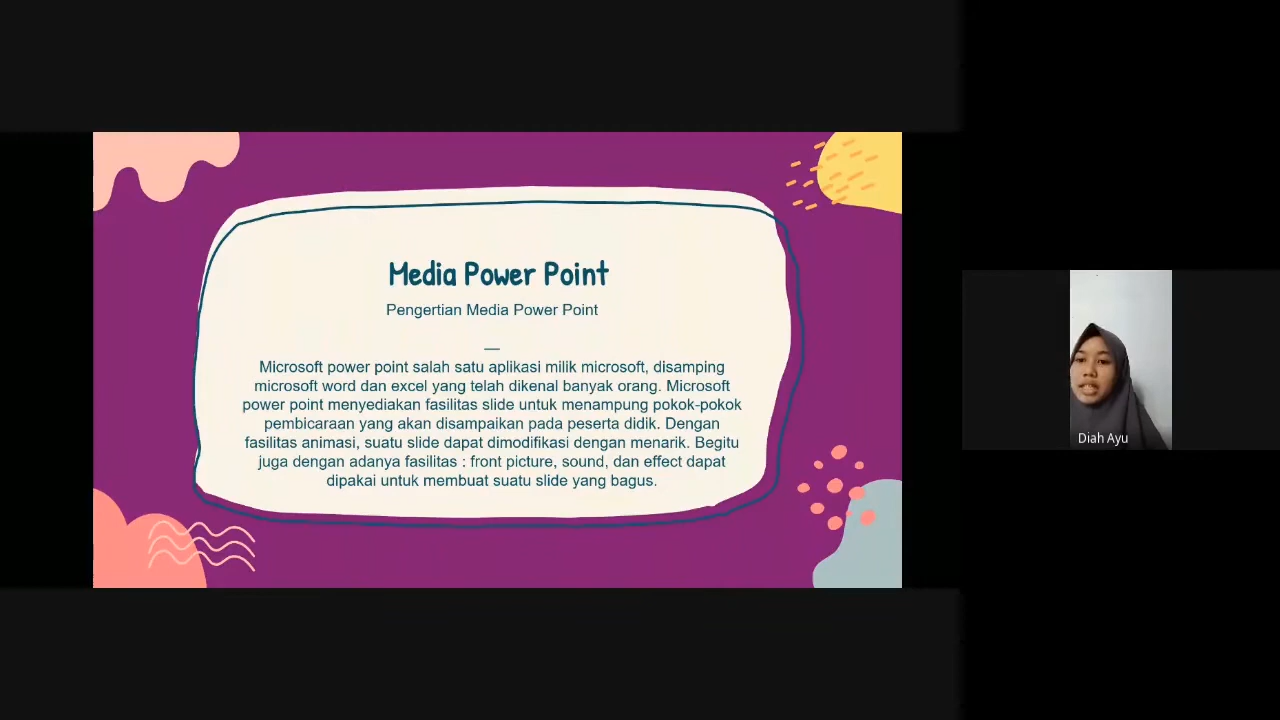 Media Power Point
Pengertian Media Power Point
—
Microsoft power point salah satu aplikasi milik microsoft, disamping
microsoft word dan excel yang telah dikenal banyak orang. Microsoft
power point menyediakan fasilitas slide untuk menampung pokok-pokok
pembicaraan yang akan disampaikan pada peserta didik. Dengan
fasilitas animasi, suatu slide dapat dimodifikasi dengan menarik. Begitu
juga dengan adanya fasilitas : front picture, sound, dan effect dapat
dipakai untuk membuat suatu slide yang bagus.
Diah Ayu